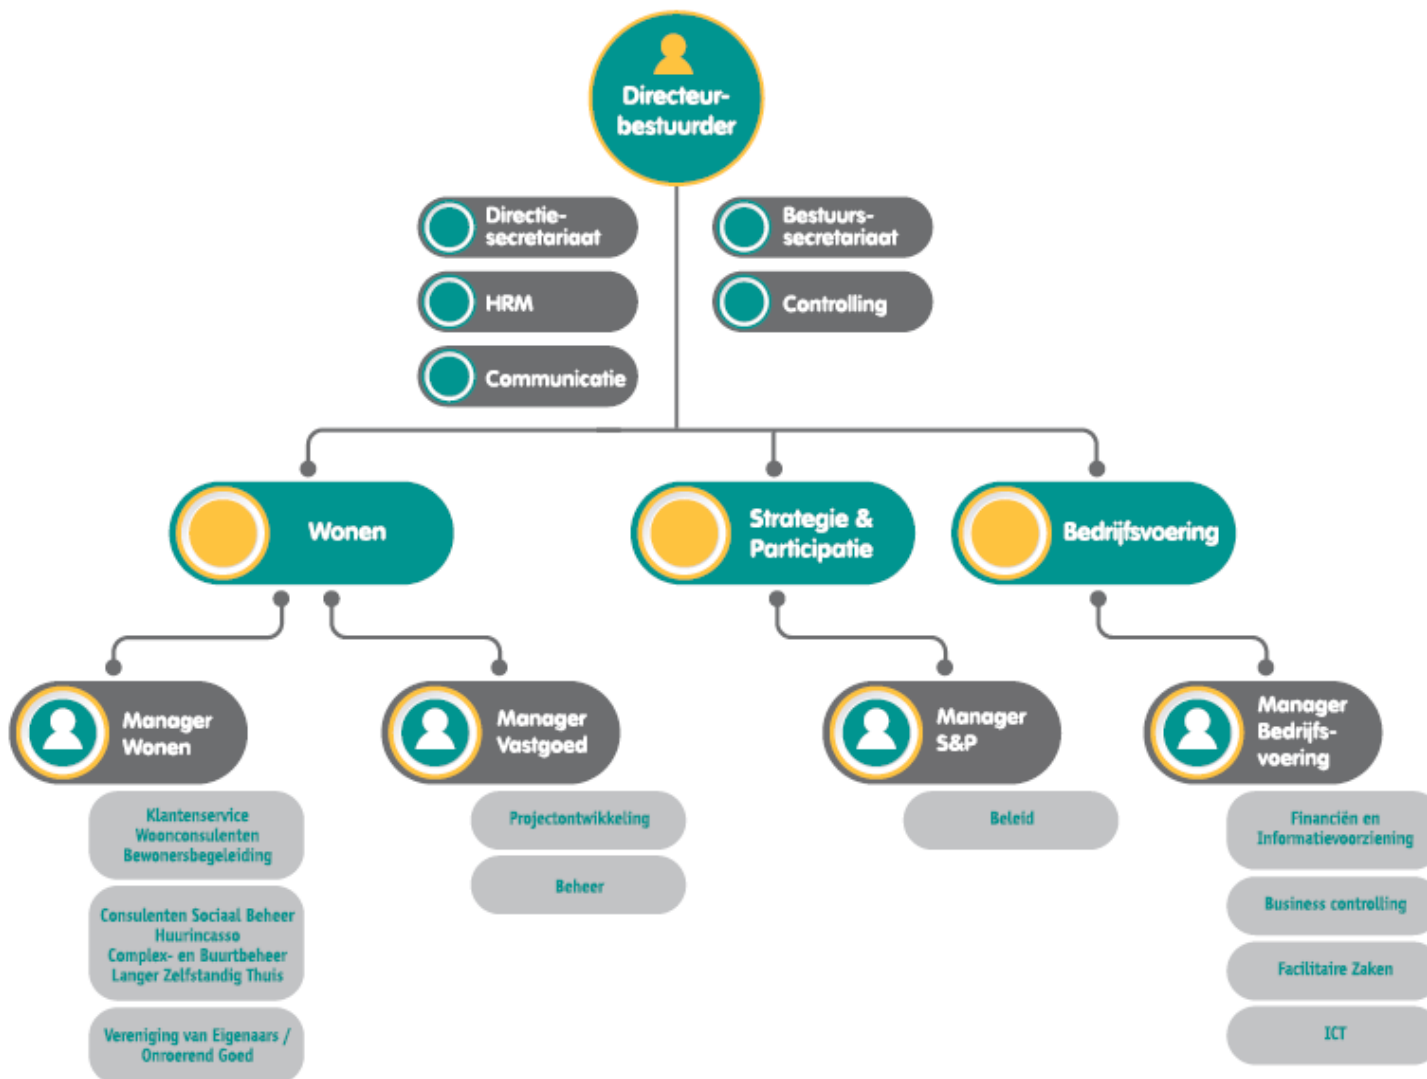 Directeur-
bestuurder
Directie-
secretariaat
Bestuurs-
secretariaat
HRM
Controlling
Communicatie
Wonen
Strategie &
Participatie
Bedrijfsvoering
Manager
Wonen
Manager
Vastgoed
Manager
S&P
Manager
Bedrijfs-
voering
Klantenservice
Woonconsulenten
Bewonersbegeleiding
Consulenten Sociaal Beheer
Huurincasso
Complex- en Buurtbeheer
Langer Zelfstandig Thuis
Vereniging van Eigenaars /
Onroerend Goed
Projectontwikkeling
Beheer
Beleid
Financiën en
Informatievorziening
Business controlling
Facilitaire Zaken
ICT